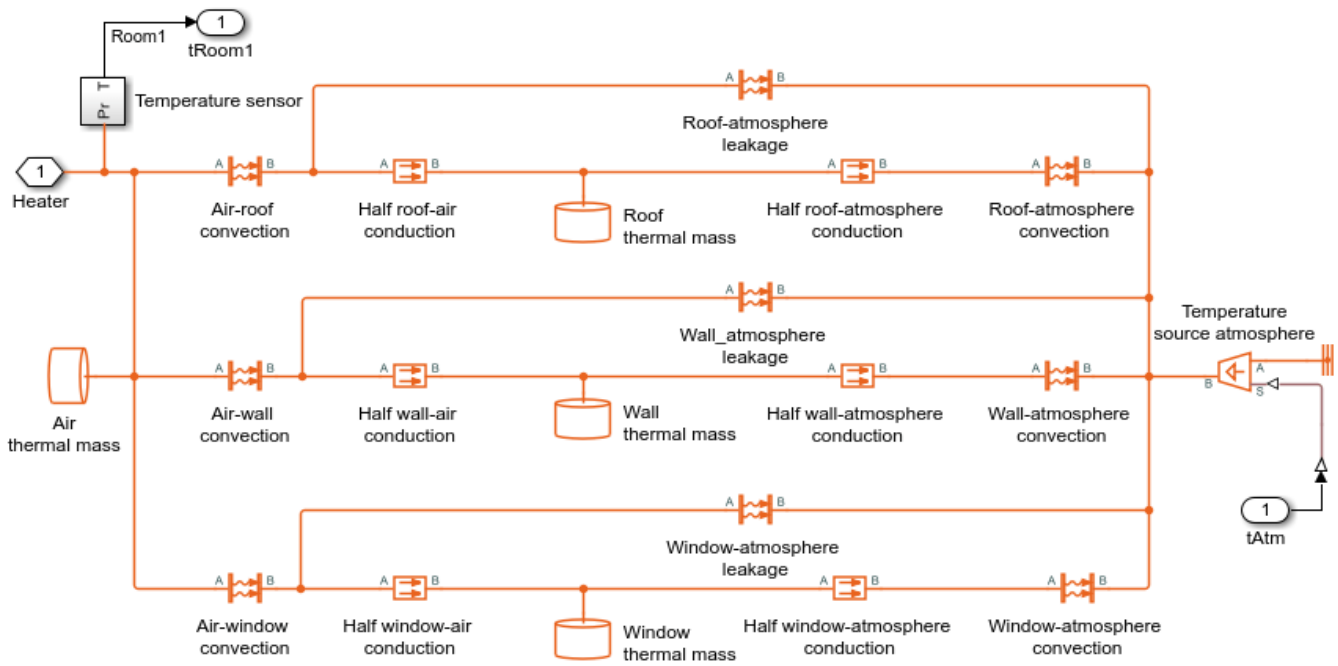 1
Room1
tRoom1
T
Pr
Temperature sensor
A
B
Roof-atmosphere
leakage
1
Heater
A
B
Air-roof
convection
A
B
Half roof-air
conduction
Roof
thermal mass
A
B
Half roof-atmosphere
conduction
A
B
Roof-atmosphere
convection
A
B
Wall_atmosphere
leakage
Temperature
source atmosphere
Air
thermal mass
A
B
Air-wall
convection
A
B
Half wall-air
conduction
Wall
thermal mass
A
B
Half wall-atmosphere
conduction
A
B
Wall-atmosphere
convection
B
A
S
A
B
Window-atmosphere
leakage
1
tAtm
A
B
Air-window
convection
A
B
Half window-air
conduction
Window
thermal mass
A
B
Half window-atmosphere
conduction
A
B
Window-atmosphere
convection